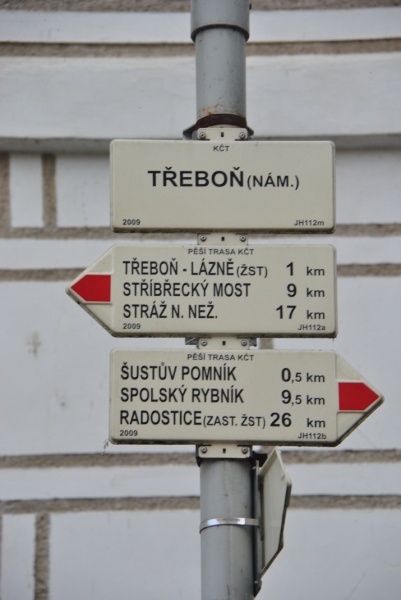 KČT
TŘEBOŇ (NÁM.)
2009 JH112m
PĚŠÍ TRASA KČT
TŘEBOŇ - LÁZNĚ (ŽST) 1 km
STŘÍBŘECKÝ MOST 9 km
STRÁŽ N. NEŽ. 17 km
2009 JH112a
PĚŠÍ TRASA KČT
ŠUSTŮV POMNÍK 0,5 km
SPOLSKÝ RYBNÍK 9,5 km
RADOSTICE (ZAST. ŽST) 26 km
2009 JH112b